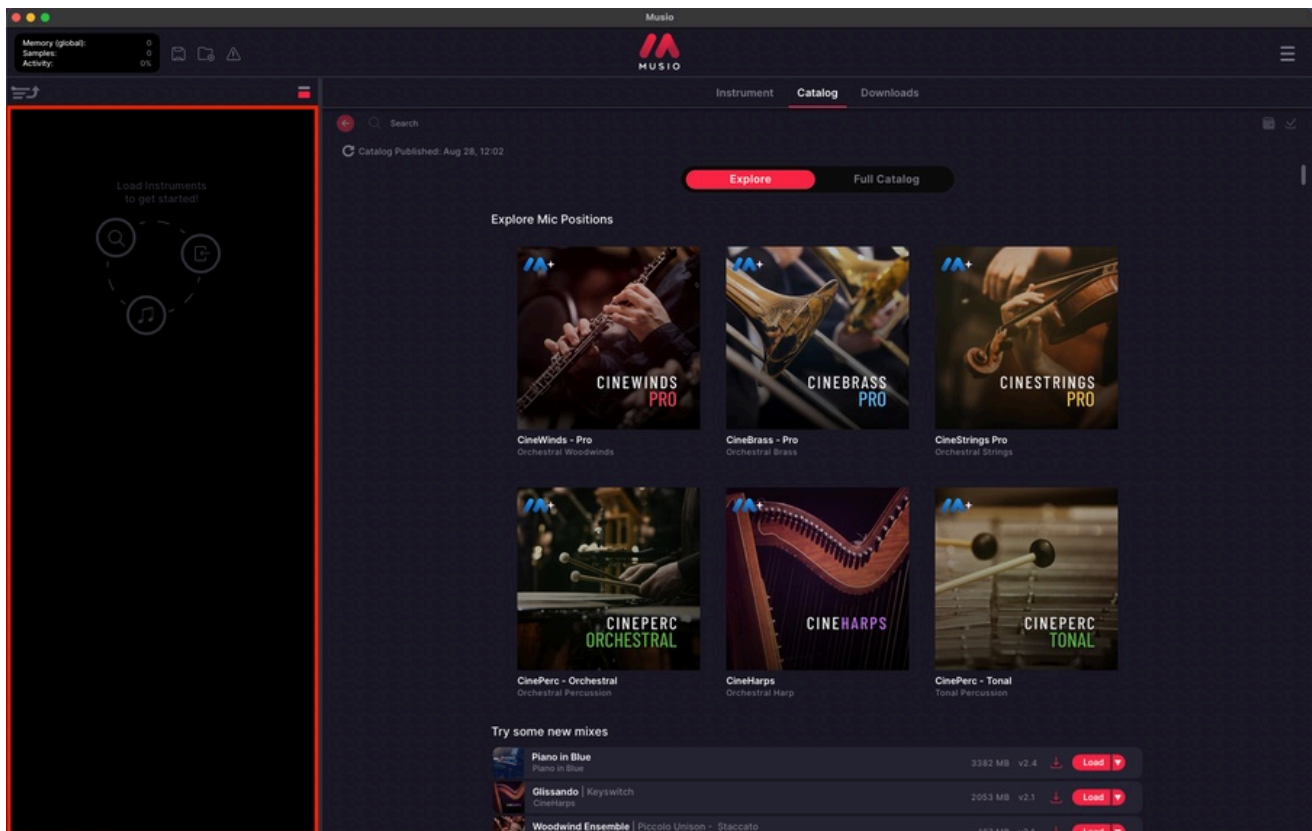 Musio
Memory (global): 0
Samples: 0
Activity: 0%
MUSIO
Instrument Catalog Downloads
Search
Catalog Published: Aug 28, 12:02
Load Instruments
to get started!
Explore Full Catalog
Explore Mic Positions
CINEWINDS
PRO
CINEBRASS
PRO
CINESTRINGS
PRO
CineWinds - Pro
Orchestral Woodwinds
CineBrass - Pro
Orchestral Brass
CineStrings Pro
Orchestral Strings
CINEPERC
ORCHESTRAL
CINEHARPS
CINEPERC
TONAL
CinePerc - Orchestral
Orchestral Percussion
CineHarps
Orchestral Harp
CinePerc - Tonal
Tonal Percussion
Try some new mixes
Piano in Blue
Piano in Blue
3382 MB v2.4 Load
Glissando | Keyswitch
CineHarps
2053 MB v2.1 Load
Woodwind Ensemble | Piccolo Unison - Staccato